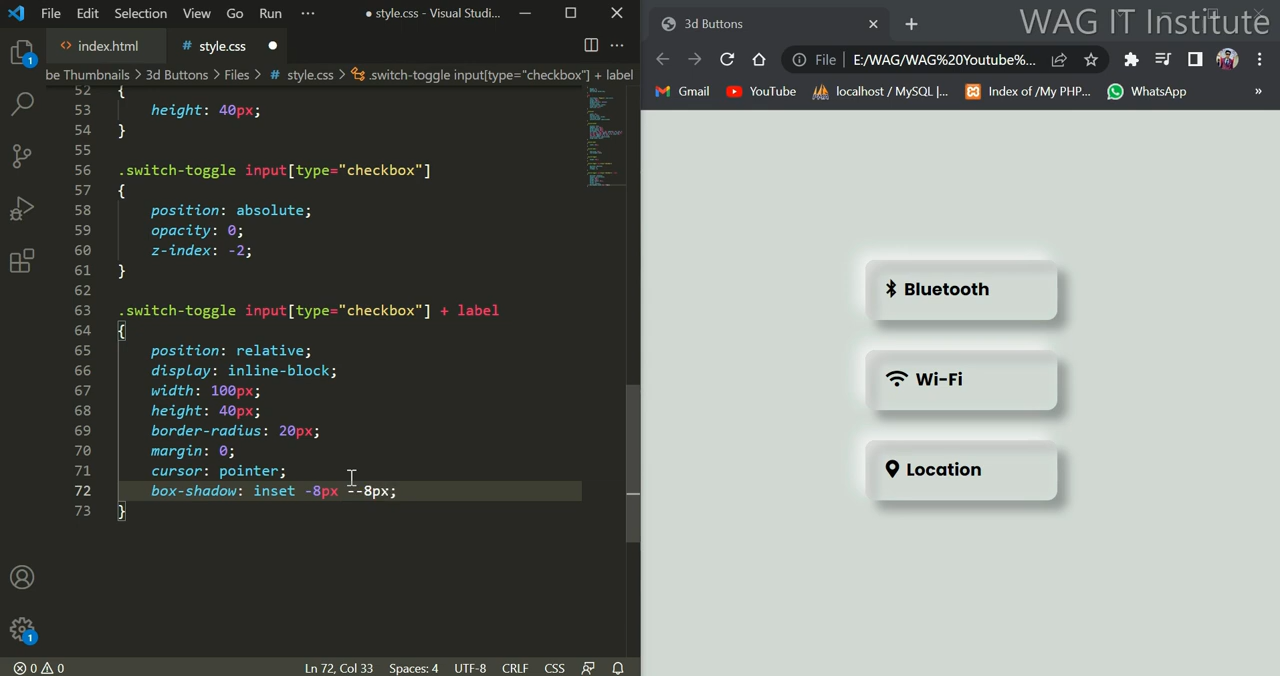 File Edit Selection View Go Run ··· ● style.css - Visual Studi...
index.html # style.css ●
be Thumbnails > 3d Buttons > Files > # style.css > .switch-toggle input[type="checkbox"] + label
52 {
53 height: 40px;
54 }
55
56 .switch-toggle input[type="checkbox"]
57 {
58 position: absolute;
59 opacity: 0;
60 z-index: -2;
61 }
62
63 .switch-toggle input[type="checkbox"] + label
64 {
65 position: relative;
66 display: inline-block;
67 width: 100px;
68 height: 40px;
69 border-radius: 20px;
70 margin: 0;
71 cursor: pointer;
72 box-shadow: inset -8px --8px;
73 }
1
1
0 0 Ln 72, Col 33 Spaces: 4 UTF-8 CRLF CSS
3d Buttons
WAG IT Institute
File E:/WAG/WAG%20Youtube%...
Gmail YouTube localhost / MySQL |... Index of /My PHP... WhatsApp »
Bluetooth
Wi-Fi
Location